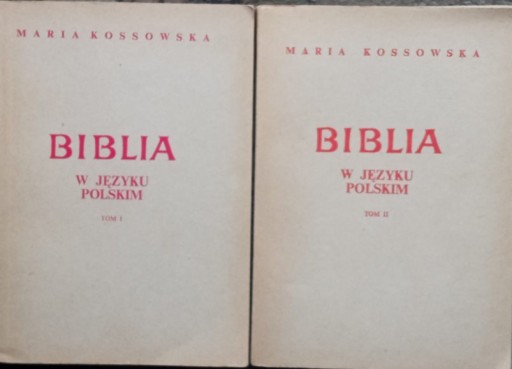 MARIA KOSSOWSKA
BIBLIA
W JĘZYKU
POLSKIM
TOM I
MARIA KOSSOWSKA
BIBLIA
W JĘZYKU
POLSKIM
TOM II